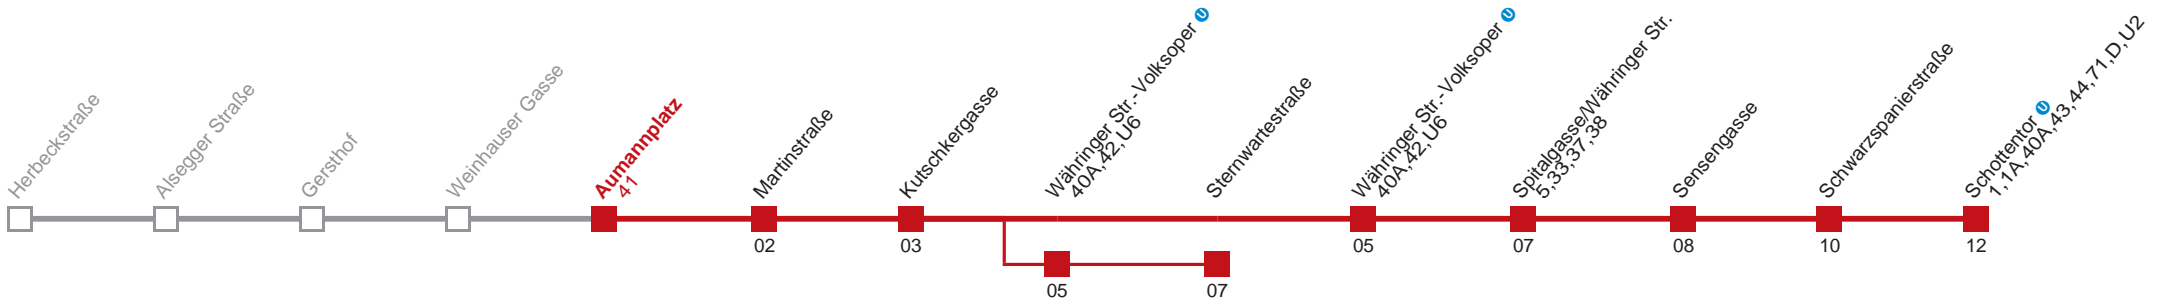 Herbeckstraße
Alsegger Straße
Gersthof
Weinhauser Gasse
Aumannplatz
41
Martinstraße
Kutschkergasse
Währinger Str.-Volksoper U
40A,42,U6
Sternwartestraße
Währinger Str.-Volksoper U
40A,42,U6
Spitalgasse/Währinger Str.
5,33,37,38
Sensengasse
Schwarzspanierstraße
Schottentor U
1,1A,40A,43,44,71,D,U2
02
03
05
07
08
10
12
05
07